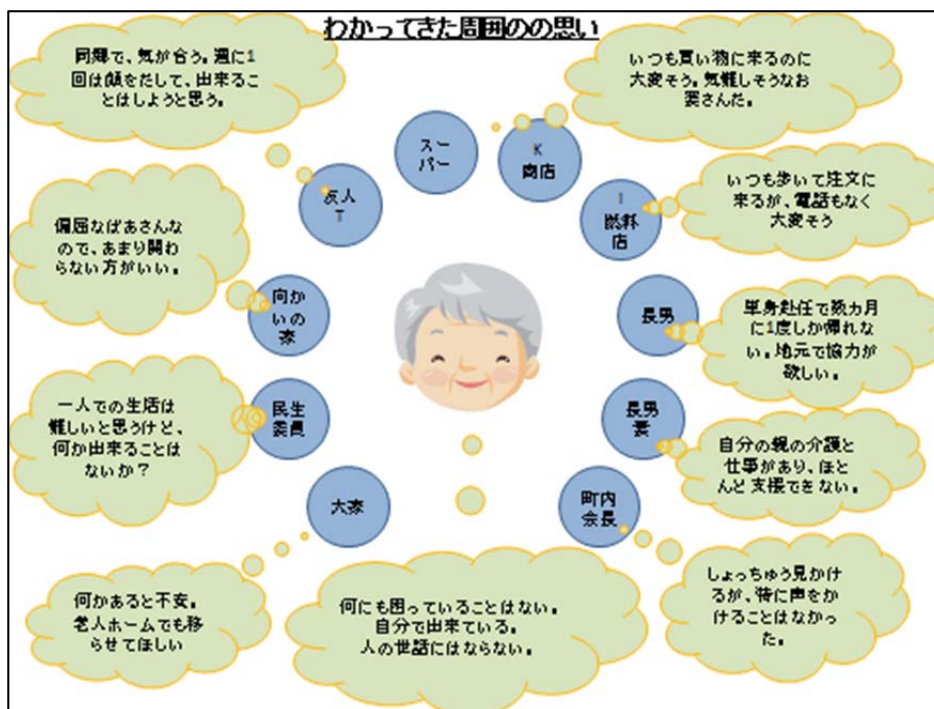 わかってきた周囲のの思い
同郷で、気が合う。週に1
回は顔をだして、出来るこ
とはしようと思う。
いつも買い物に来るのに
大変そう。気難しそうなお
婆さんだ。
スー
パー
K
商店
友人
T
I
燃料
店
いつも歩いて注文に
来るが、電話もなく
大変そう
偏屈なばあさんな
ので、あまり関わ
らない方がいい。
向か
いの
家
長男
単身赴任で数カ月
に1度しか帰れな
い。地元で協力が
欲しい。
一人での生活は
難しいと思うけど、
何か出来ることは
ないか？
民生
委員
長男
妻
自分の親の介護と
仕事があり、ほと
んど支援できない。
大家
町内
会長
何かあると不安。
老人ホームでも移
らせてほしい
何にも困っていることはない。
自分で出来ている。
人の世話にはならない。
しょっちゅう見かけ
るが、特に声をか
けることはなかっ
た。